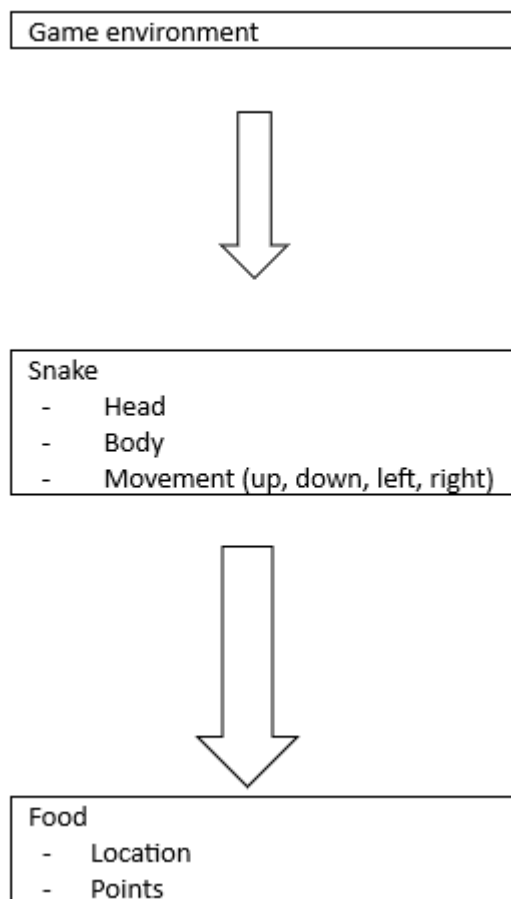 Game environment
Snake
- Head
- Body
- Movement (up, down, left, right)
Food
- Location
- Points